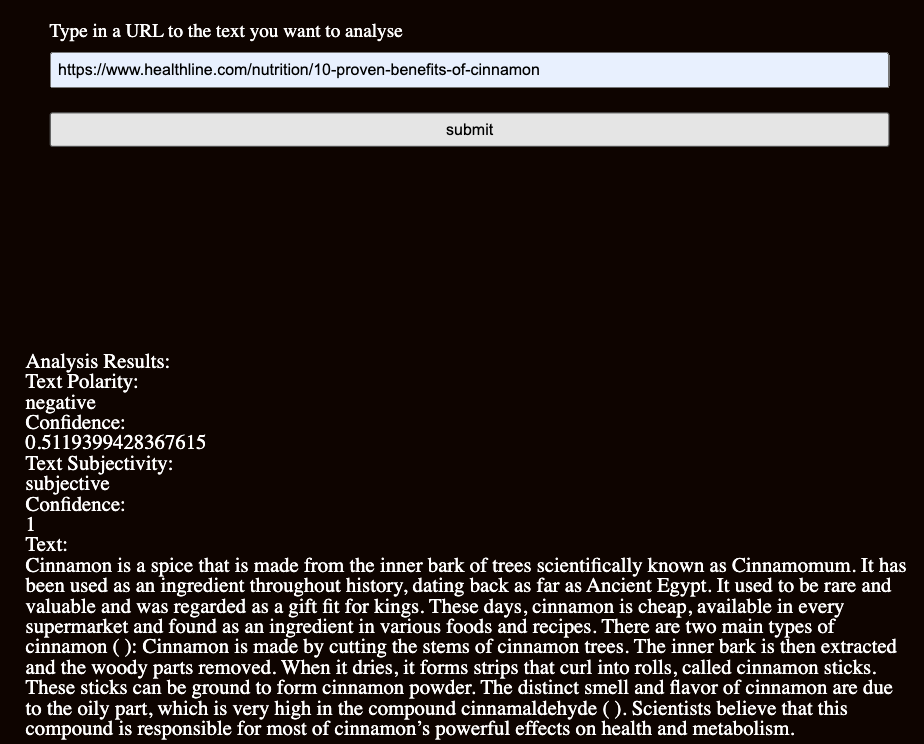 Type in a URL to the text you want to analyse
https://www.healthline.com/nutrition/10-proven-benefits-of-cinnamon
submit
Analysis Results:
Text Polarity:
negative
Confidence:
0.5119399428367615
Text Subjectivity:
subjective
Confidence:
1
Text:
Cinnamon is a spice that is made from the inner bark of trees scientifically known as Cinnamomum. It has
been used as an ingredient throughout history, dating back as far as Ancient Egypt. It used to be rare and
valuable and was regarded as a gift fit for kings. These days, cinnamon is cheap, available in every
supermarket and found as an ingredient in various foods and recipes. There are two main types of
cinnamon ( ): Cinnamon is made by cutting the stems of cinnamon trees. The inner bark is then extracted
and the woody parts removed. When it dries, it forms strips that curl into rolls, called cinnamon sticks.
These sticks can be ground to form cinnamon powder. The distinct smell and flavor of cinnamon are due
to the oily part, which is very high in the compound cinnamaldehyde ( ). Scientists believe that this
compound is responsible for most of cinnamon’s powerful effects on health and metabolism.